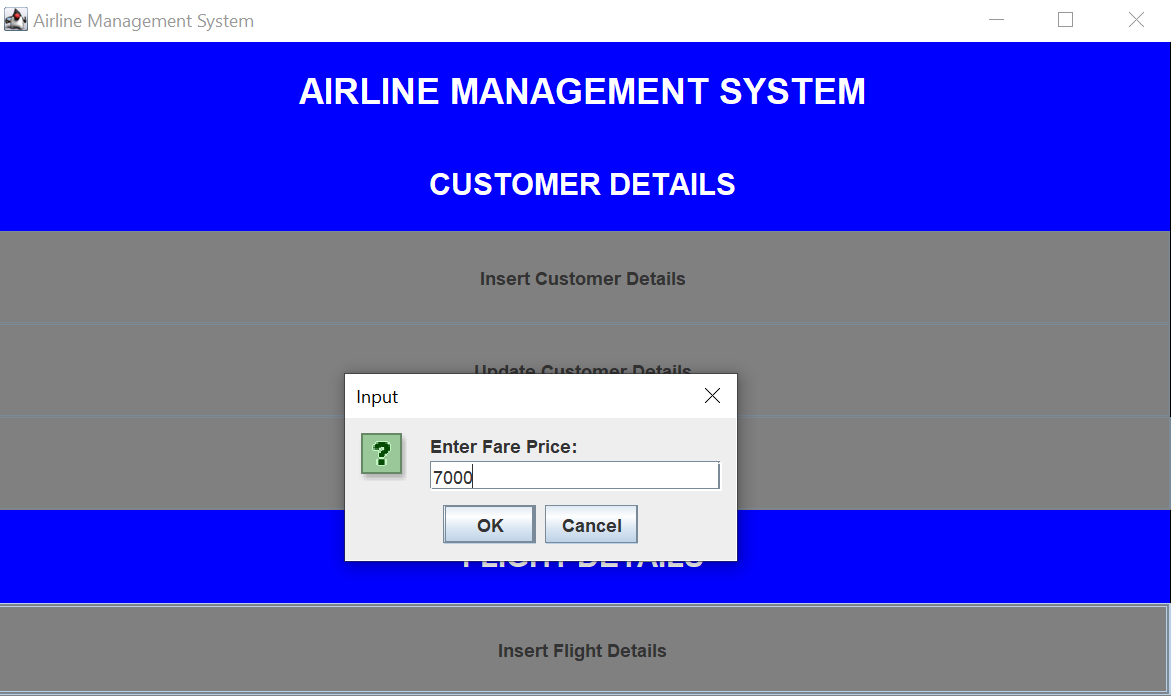 Airline Management System
AIRLINE MANAGEMENT SYSTEM
CUSTOMER DETAILS
Insert Customer Details
Update Customer Details
Input
?
Enter Fare Price:
7000
OK Cancel
FLIGHT DETAILS
Insert Flight Details